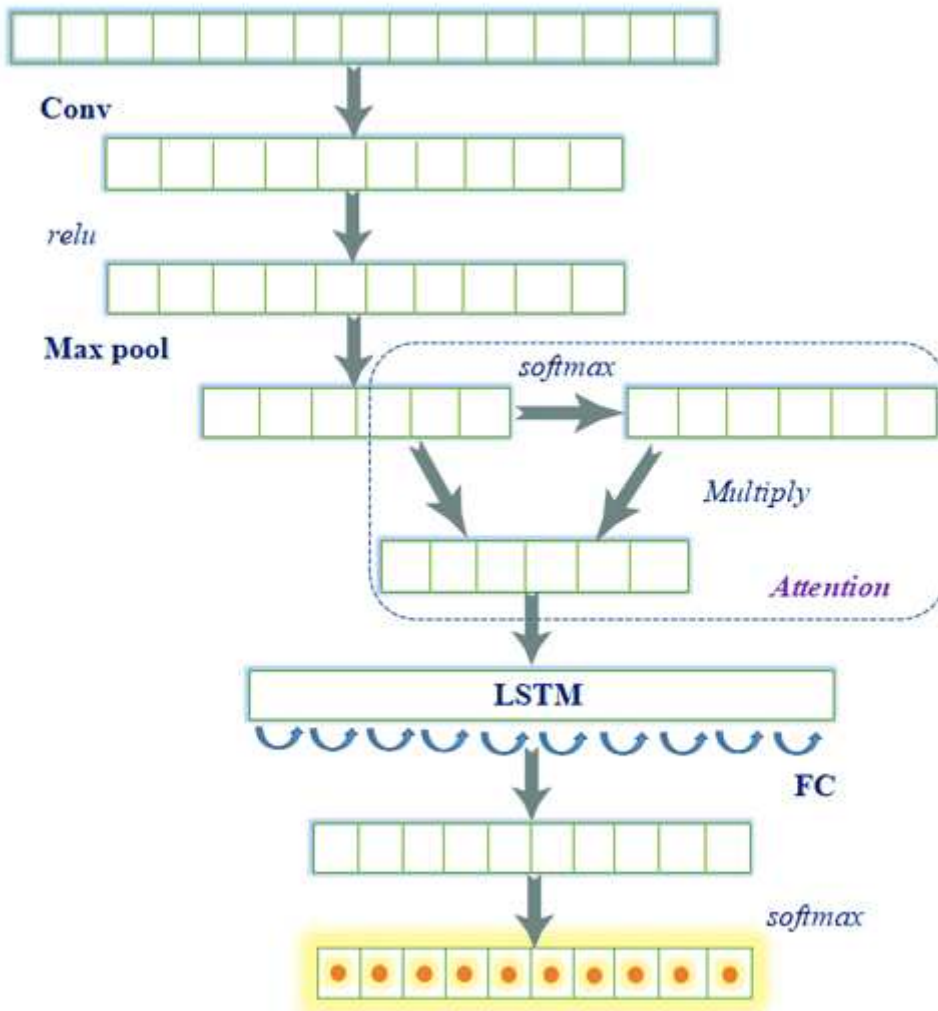 Conv
relu
Max pool
softmax
Multiply
Attention
LSTM
FC
softmax